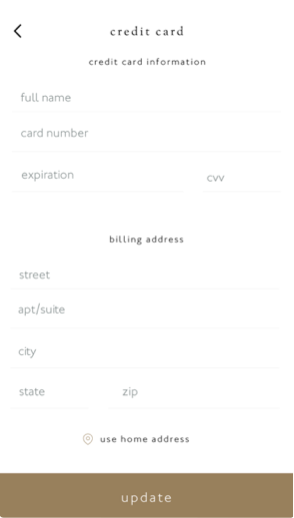 credit card
credit card information
full name
card number
expiration
cvv
billing address
street
apt/suite
city
state zip
use home address
update